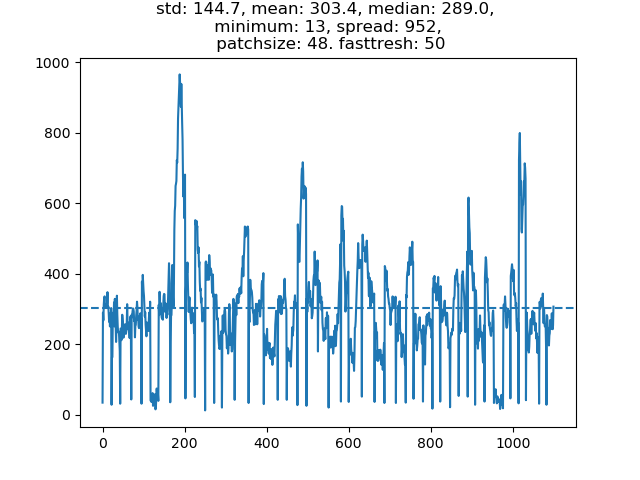 std: 144.7, mean: 303.4, median: 289.0,
minimum: 13, spread: 952,
patchsize: 48. fasttresh: 50
1000
800
600
400
200
0
0 200 400 600 800 1000